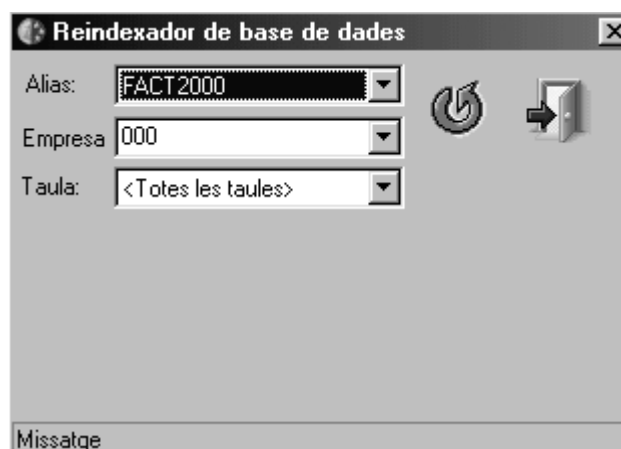 Reindexador de base de dades
Alias: FACT2000
Empresa 000
Taula: <Totes les taules>
Missatge